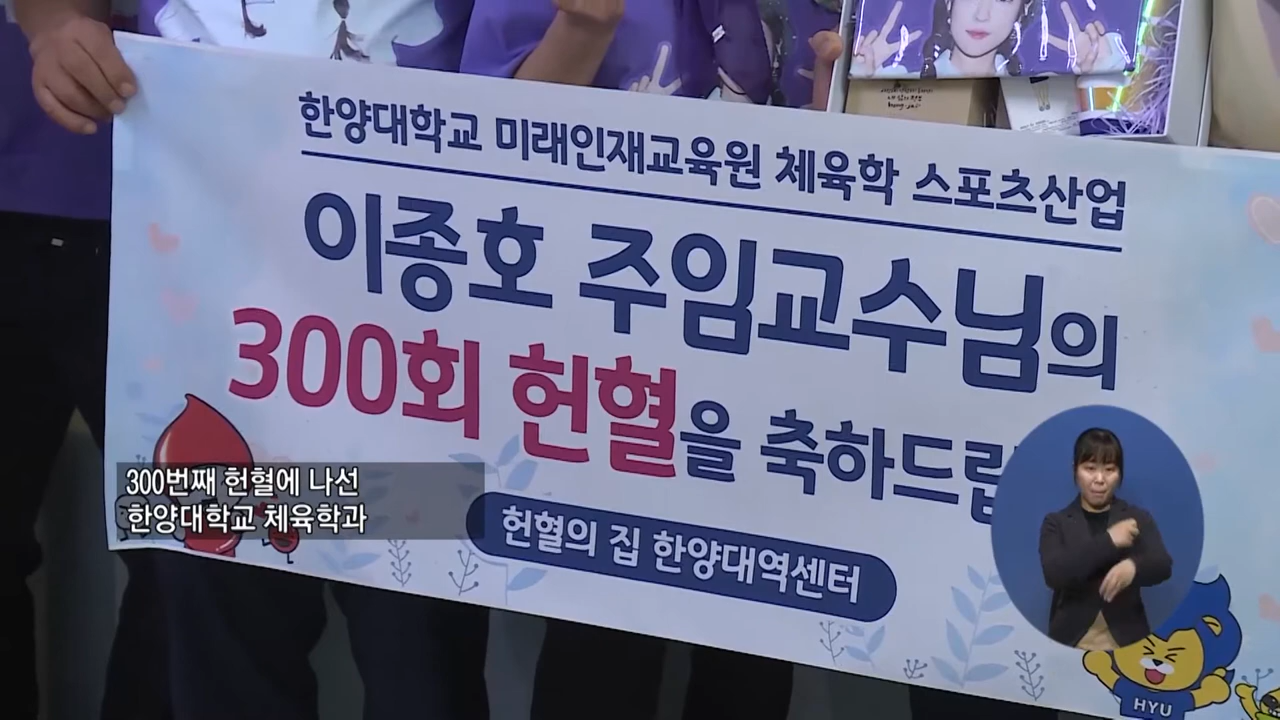 한양대학교 미래인재교육원 체육학 스포츠산업
이종호 주임교수님의
300회 헌혈을 축하드립
헌혈의 집 한양대역센터
300번째 헌혈에 나선
한양대학교 체육학과
HYU